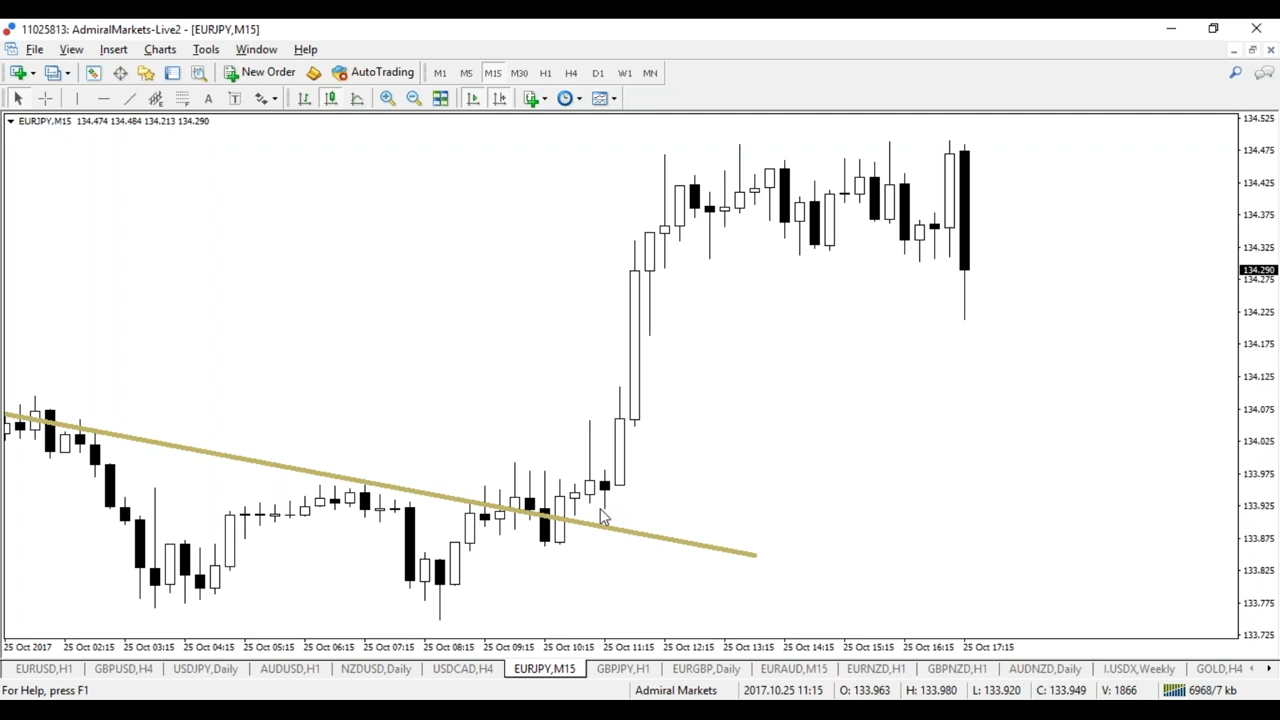 11025813: AdmiralMarkets-Live2 - [EURJPY,M15]
File View Insert Charts Tools Window Help
New Order AutoTrading M1 M5 M15 M30 H1 H4 D1 W1 MN
A T
EURJPY,M15 134.474 134.484 134.213 134.290
134.525
134.475
134.425
134.375
134.325
134.290
134.275
134.225
134.175
134.125
134.075
134.025
133.975
133.925
133.875
133.825
133.775
133.725
25 Oct 2017 25 Oct 02:15 25 Oct 03:15 25 Oct 04:15 25 Oct 05:15 25 Oct 06:15 25 Oct 07:15 25 Oct 08:15 25 Oct 09:15 25 Oct 10:15 25 Oct 11:15 25 Oct 12:15 25 Oct 13:15 25 Oct 14:15 25 Oct 15:15 25 Oct 16:15 25 Oct 17:15
EURUSD,H1 GBPUSD,H4 USDJPY,Daily AUDUSD,H1 NZDUSD,Daily USDCAD,H4 EURJPY,M15 GBPJPY,H1 EURGBP,Daily EURAUD,M15 EURNZD,H1 GBPNZD,H1 AUDNZD,Daily I.USDX,Weekly GOLD,H4
For Help, press F1 Admiral Markets 2017.10.25 11:15 O: 133.963 H: 133.980 L: 133.920 C: 133.949 V: 1866 6968/7 kb